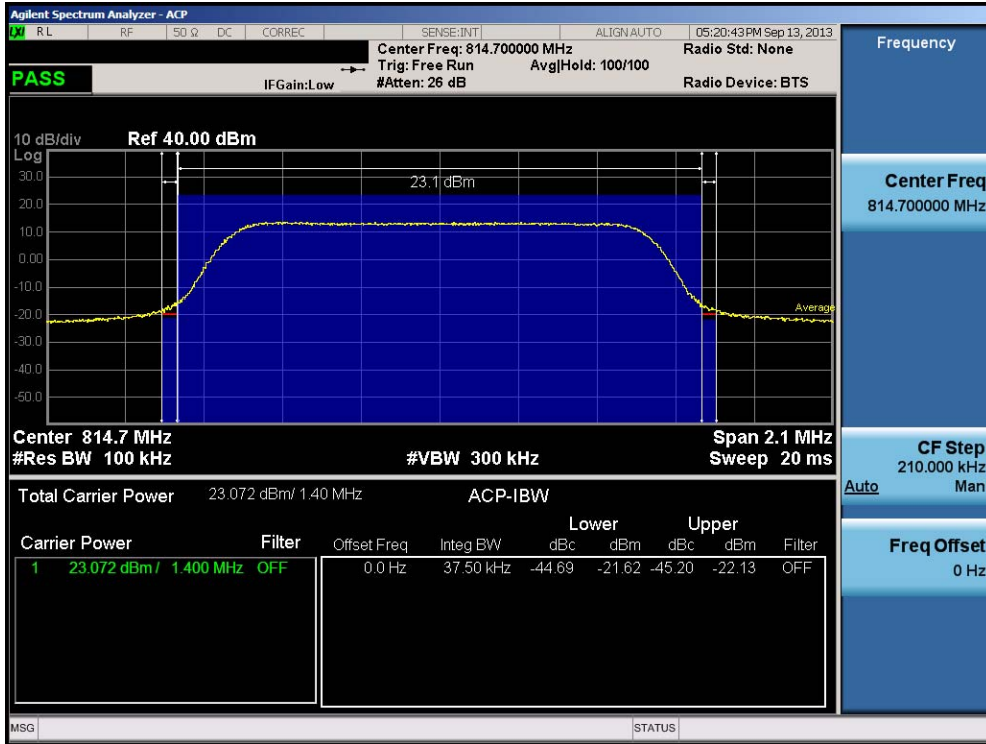 Agilent Spectrum Analyzer - ACP
LXI RL RF 50 Ω DC CORREC SENSE:INT ALIGN AUTO 05:20:43 PM Sep 13, 2013
Center Freq: 814.700000 MHz Radio Std: None
Trig: Free Run Avg|Hold: 100/100
PASS IFGain:Low #Atten: 26 dB Radio Device: BTS
10 dB/div Ref 40.00 dBm
Log
30.0
23.1 dBm
20.0
10.0
0.00
-10.0
Average
-20.0
-30.0
-40.0
-50.0
Center 814.7 MHz Span 2.1 MHz
#Res BW 100 kHz #VBW 300 kHz Sweep 20 ms
Total Carrier Power 23.072 dBm/ 1.40 MHz ACP-IBW
Lower Upper
Carrier Power Filter Offset Freq Integ BW dBc dBm dBc dBm Filter
1 23.072 dBm / 1.400 MHz OFF 0.0 Hz 37.50 kHz -44.69 -21.62 -45.20 -22.13 OFF
MSG STATUS
Frequency
Center Freq
814.700000 MHz
CF Step
210.000 kHz
Auto Man
Freq Offset
0 Hz